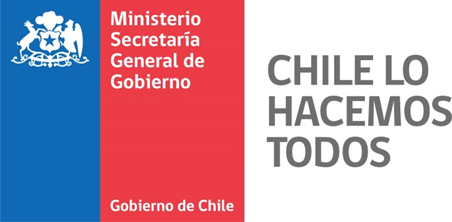 Ministerio
Secretaría
General de
Gobierno
Gobierno de Chile
CHILE LO
HACEMOS
TODOS